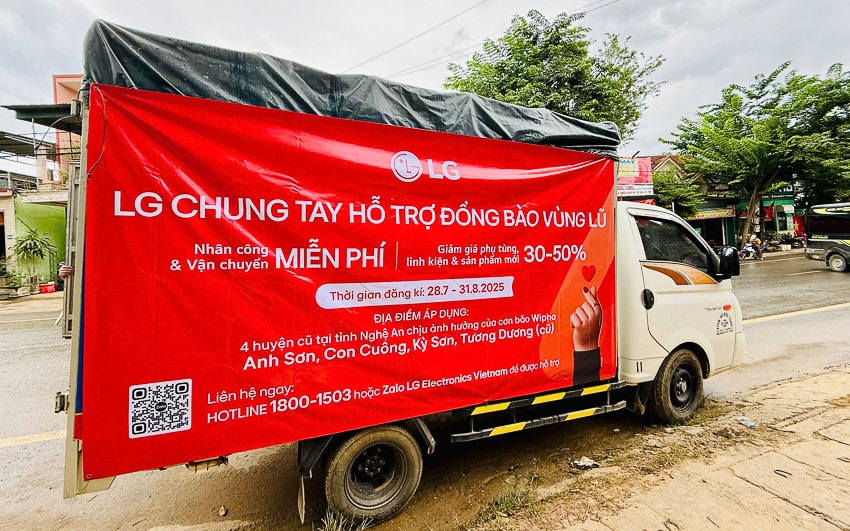 LG
LG CHUNG TAY HỖ TRỢ ĐỒNG BÀO VÙNG LŨ
Nhân công
& Vận chuyển MIỄN PHÍ
Giảm giá phụ tùng,
linh kiện & sản phẩm mới 30-50%
Thời gian đăng kí: 28.7 - 31.8.2025
ĐỊA ĐIỂM ÁP DỤNG:
4 huyện cũ tại tỉnh Nghệ An chịu ảnh hưởng của cơn bão Wipha
Anh Sơn, Con Cuông, Kỳ Sơn, Tương Dương (cũ)
Liên hệ ngay:
HOTLINE 1800-1503 hoặc Zalo LG Electronics Vietnam để được hỗ trợ